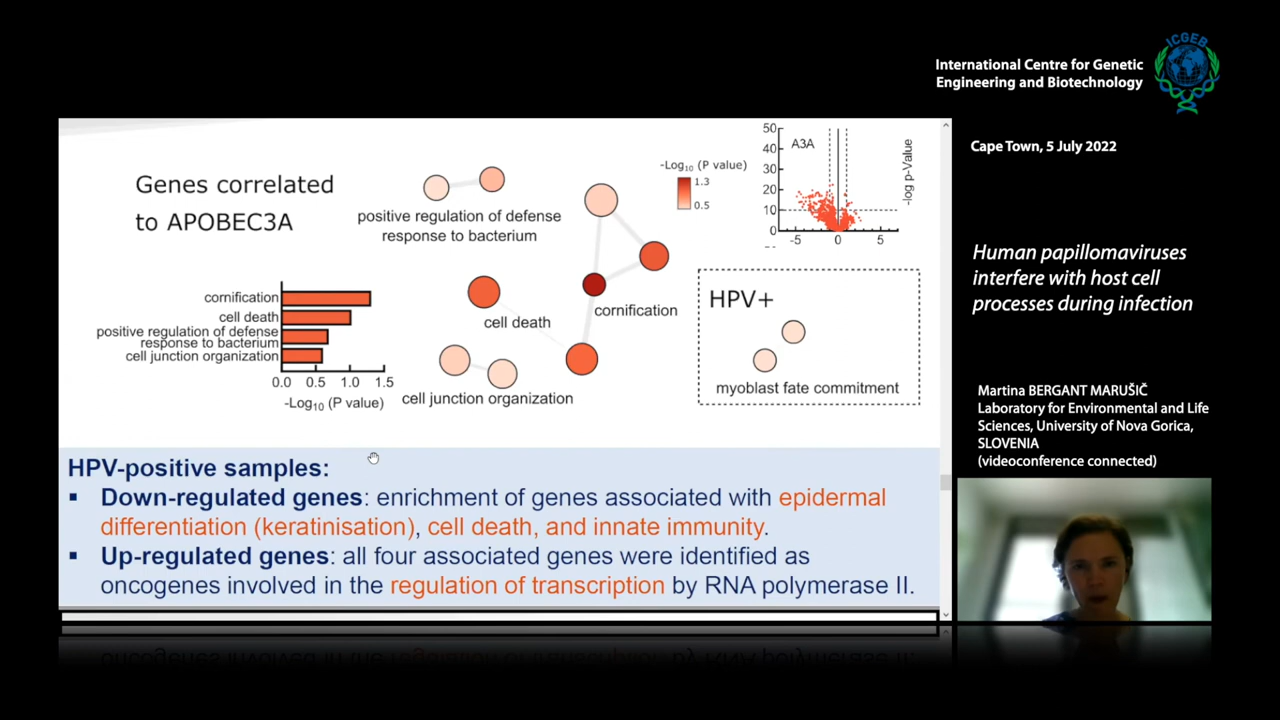 International Centre for Genetic
Engineering and Biotechnology
ICGEB
Cape Town, 5 July 2022
Human papillomaviruses
interfere with host cell
processes during infection
Martina BERGANT MARUŠIČ
Laboratory for Environmental and Life
Sciences, University of Nova Gorica,
SLOVENIA
(videoconference connected)
Genes correlated
to APOBEC3A
positive regulation of defense
response to bacterium
cell death
cornification
cell junction organization
-Log10 (P value)
1.3
0.5
50
40
30
20
10
0
A3A
-5
0
5
-log p-Value
cornification
cell death
positive regulation of defense
response to bacterium
cell junction organization
0.0 0.5 1.0 1.5
-Log10 (P value)
HPV+
myoblast fate commitment
HPV-positive samples:
▪ Down-regulated genes: enrichment of genes associated with epidermal
differentiation (keratinisation), cell death, and innate immunity.
▪ Up-regulated genes: all four associated genes were identified as
oncogenes involved in the regulation of transcription by RNA polymerase II.